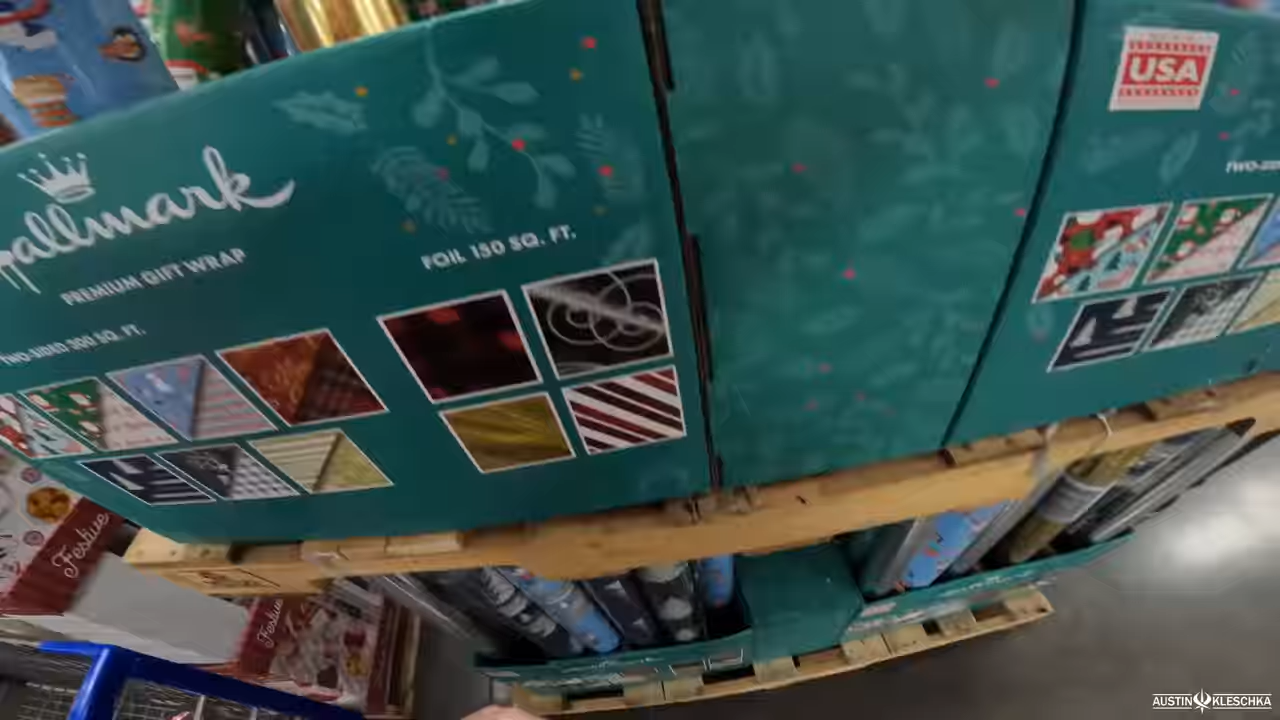 Hallmark
PREMIUM GIFT WRAP
TWO-SIDED 300 SQ. FT.
FOIL 150 SQ. FT.
USA
Festive
Festive
AUSTIN KLESCHKA